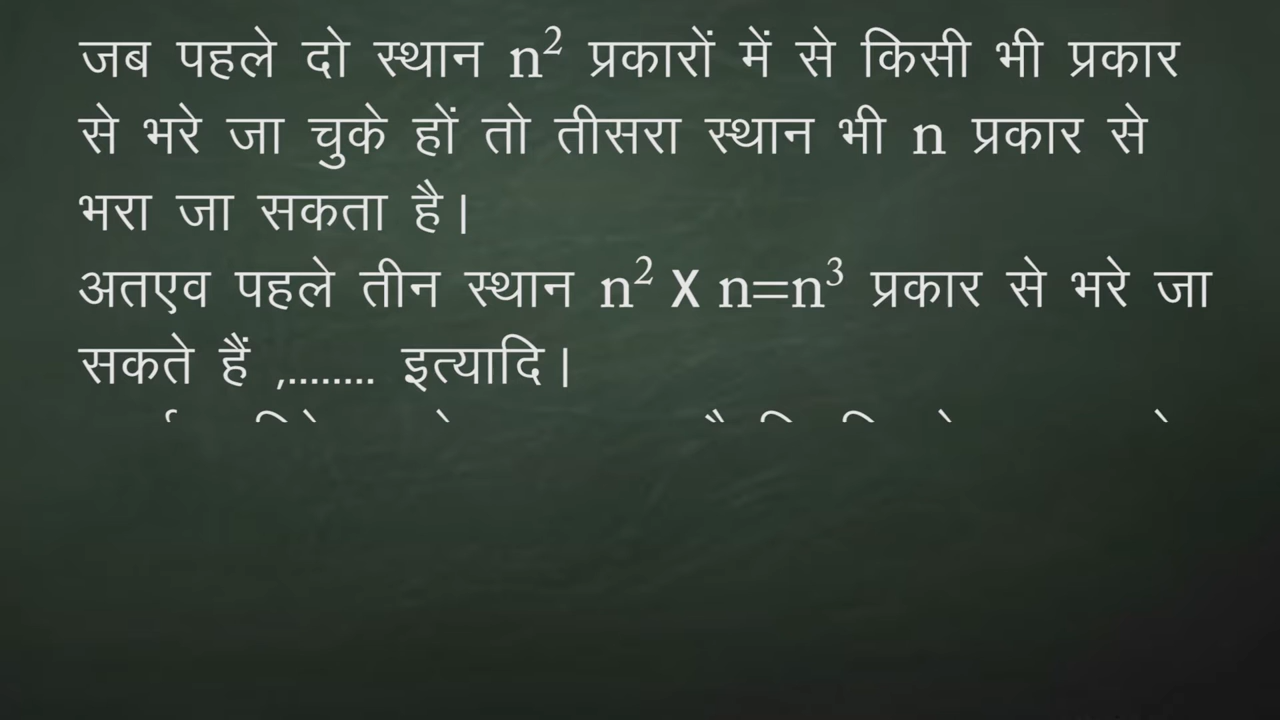 जब पहले दो स्थान n² प्रकारों में से किसी भी प्रकार
से भरे जा चुके हों तो तीसरा स्थान भी n प्रकार से
भरा जा सकता है।
अतएव पहले तीन स्थान n² X n=n³ प्रकार से भरे जा
सकते हैं ,........ इत्यादि।